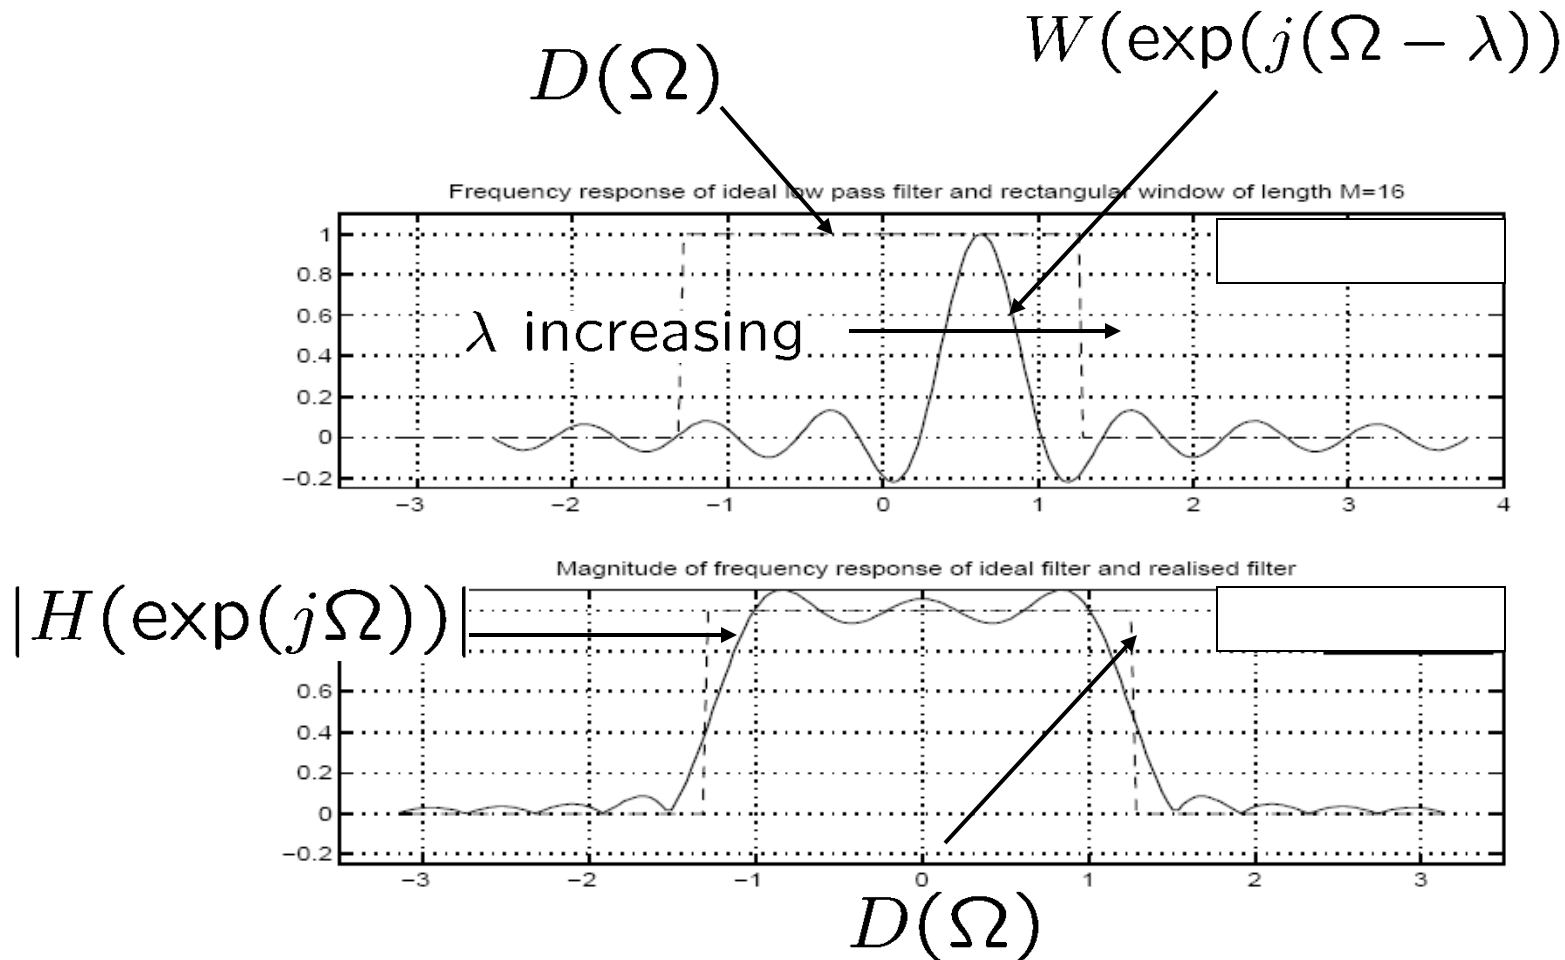 D(Ω)
W(exp(j(Ω − λ))
Frequency response of ideal low pass filter and rectangular window of length M=16
1
0.8
0.6
0.4
0.2
0
−0.2
λ increasing
−3 −2 −1 0 1 2 3 4
Magnitude of frequency response of ideal filter and realised filter
|H(exp(jΩ))|
0.6
0.4
0.2
0
−0.2
−3 −2 −1 0 1 2 3
D(Ω)